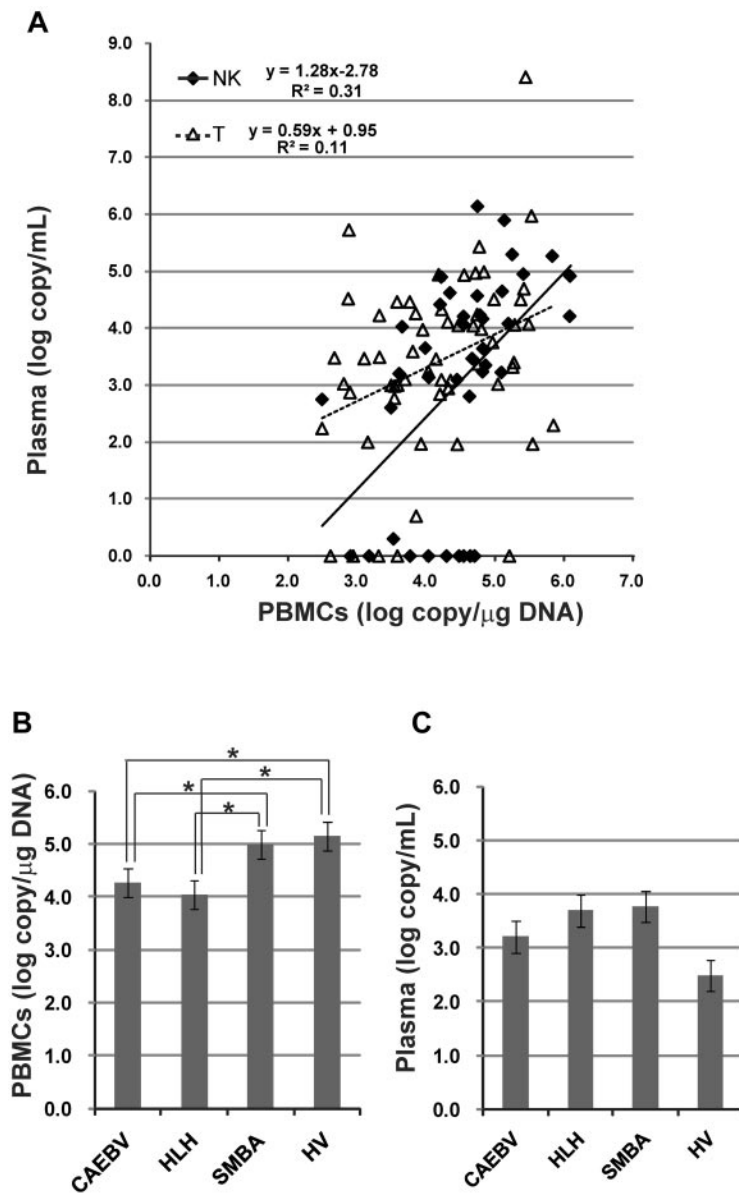 A
9.0
8.0
7.0
6.0
5.0
4.0
3.0
2.0
1.0
0.0
Plasma (log copy/mL)
NK y = 1.28x-2.78
R² = 0.31
T y = 0.59x + 0.95
R² = 0.11
0.0 1.0 2.0 3.0 4.0 5.0 6.0 7.0
PBMCs (log copy/µg DNA)
B
PBMCs (log copy/µg DNA)
6.0
5.0
4.0
3.0
2.0
1.0
0.0
*
*
*
*
CAEBV HLH SMBA HV
C
Plasma (log copy/mL)
6.0
5.0
4.0
3.0
2.0
1.0
0.0
CAEBV HLH SMBA HV